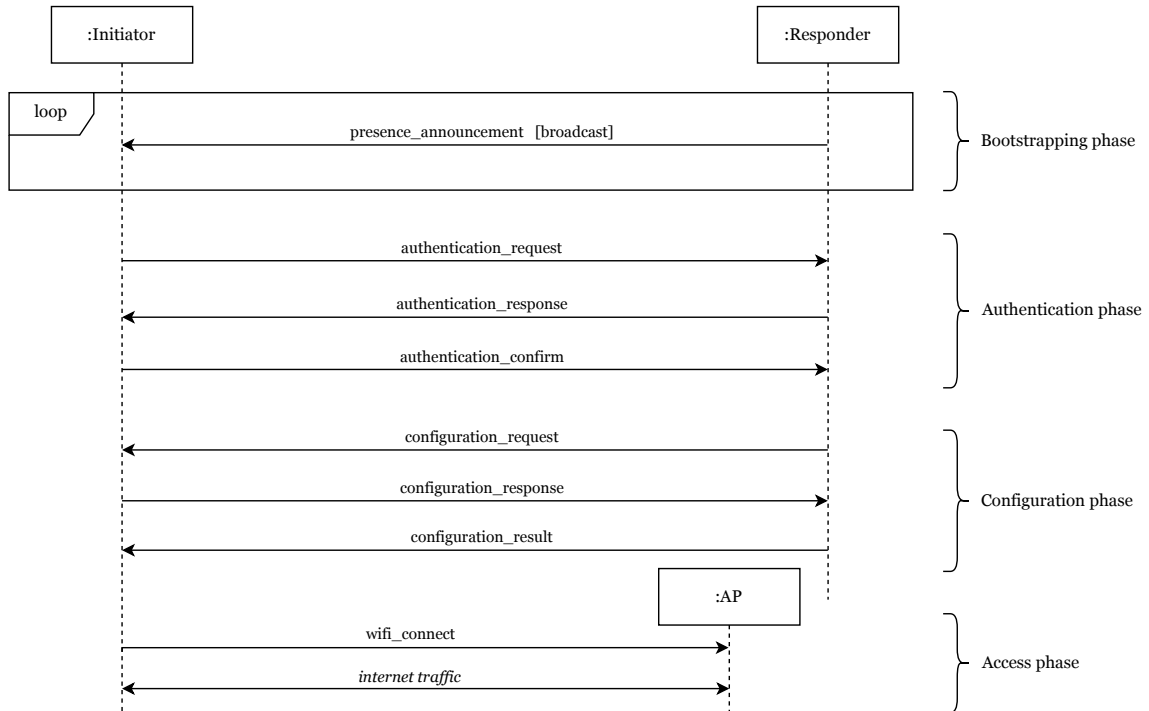 :Initiator
:Responder
loop
presence_announcement [broadcast]
Bootstrapping phase
authentication_request
authentication_response
Authentication phase
authentication_confirm
configuration_request
configuration_response
Configuration phase
configuration_result
:AP
wifi_connect
Access phase
internet traffic